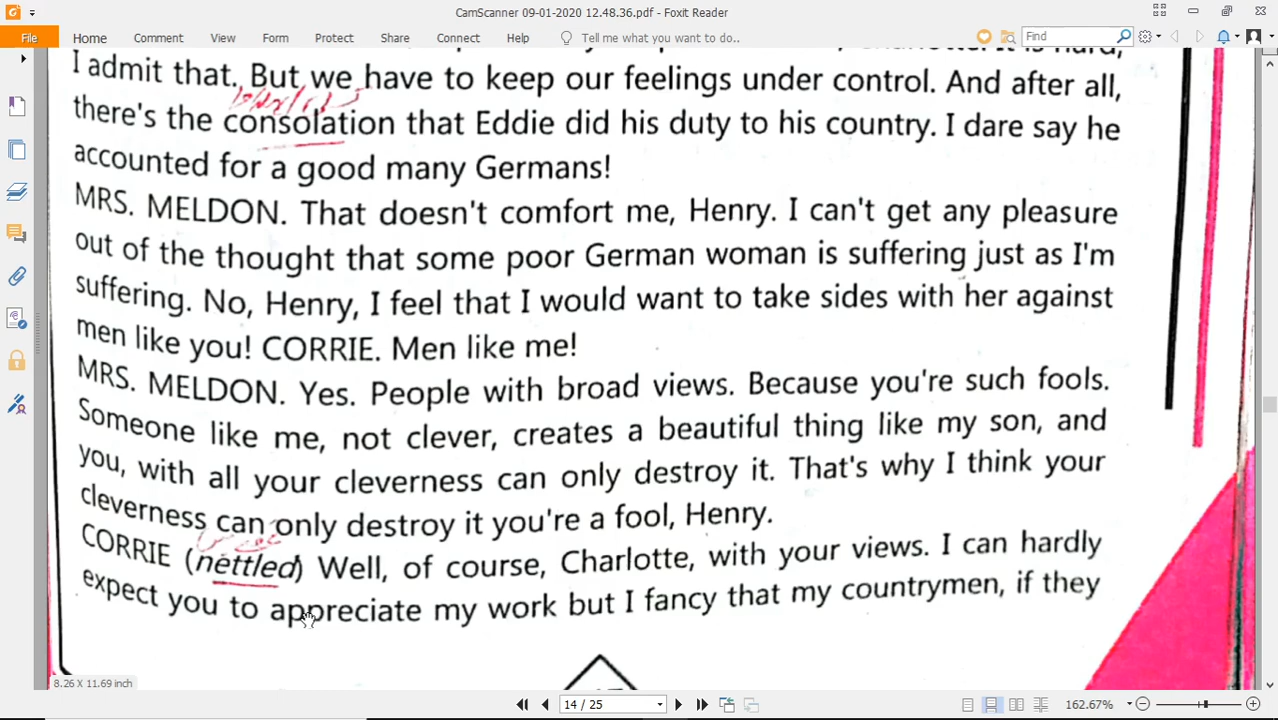 CamScanner 09-01-2020 12.48.36.pdf - Foxit Reader
File Home Comment View Form Protect Share Connect Help Tell me what you want to do.. Find
I admit that. But we have to keep our feelings under control. And after all,
there's the consolation that Eddie did his duty to his country. I dare say he
accounted for a good many Germans!
MRS. MELDON. That doesn't comfort me, Henry. I can't get any pleasure
out of the thought that some poor German woman is suffering just as I'm
suffering. No, Henry, I feel that I would want to take sides with her against
men like you! CORRIE. Men like me!
MRS. MELDON. Yes. People with broad views. Because you're such fools.
Someone like me, not clever, creates a beautiful thing like my son, and
you, with all your cleverness can only destroy it. That's why I think your
cleverness can only destroy it you're a fool, Henry.
CORRIE (nettled) Well, of course, Charlotte, with your views. I can hardly
expect you to appreciate my work but I fancy that my countrymen, if they
8.26 X 11.69 inch
14 / 25 162.67%